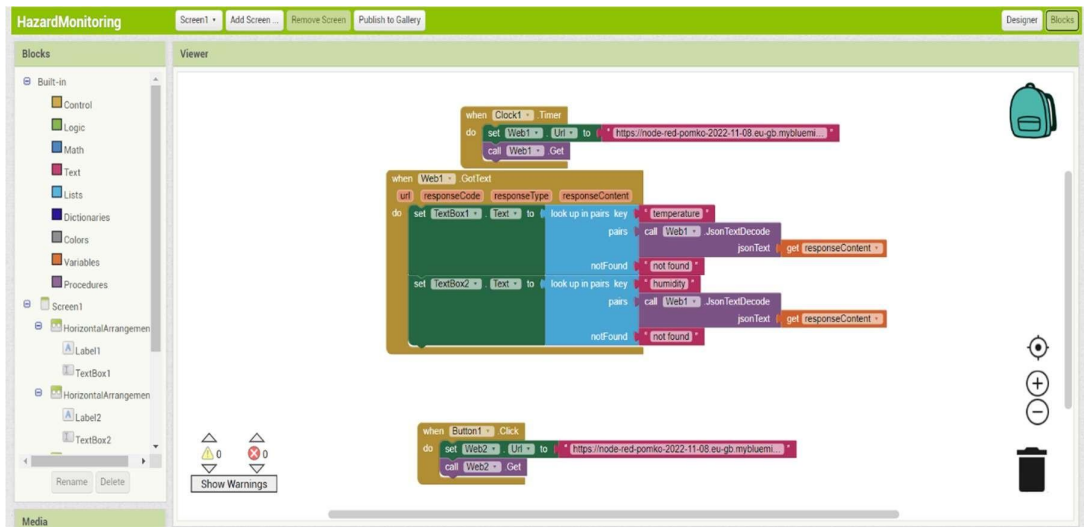 HazardMonitoring
Screen1
Add Screen ...
Remove Screen
Publish to Gallery
Designer
Blocks
Blocks
Viewer
Built-in
Control
Logic
Math
Text
Lists
Dictionaries
Colors
Variables
Procedures
Screen1
HorizontalArrangemen
Label1
TextBox1
HorizontalArrangemen
Label2
TextBox2
Rename
Delete
Media
when Clock1 .Timer
do set Web1 . Url to " https://node-red-pomko-2022-11-08.eu-gb.mybluemi... "
call Web1 .Get
when Web1 .GotText
url responseCode responseType responseContent
do set TextBox1 . Text to look up in pairs key " temperature "
pairs call Web1 .JsonTextDecode
jsonText get responseContent
notFound " not found "
set TextBox2 . Text to look up in pairs key " humidity "
pairs call Web1 .JsonTextDecode
jsonText get responseContent
notFound " not found "
when Button1 .Click
do set Web2 . Url to " https://node-red-pomko-2022-11-08.eu-gb.mybluemi... "
call Web2 .Get
0 0
Show Warnings